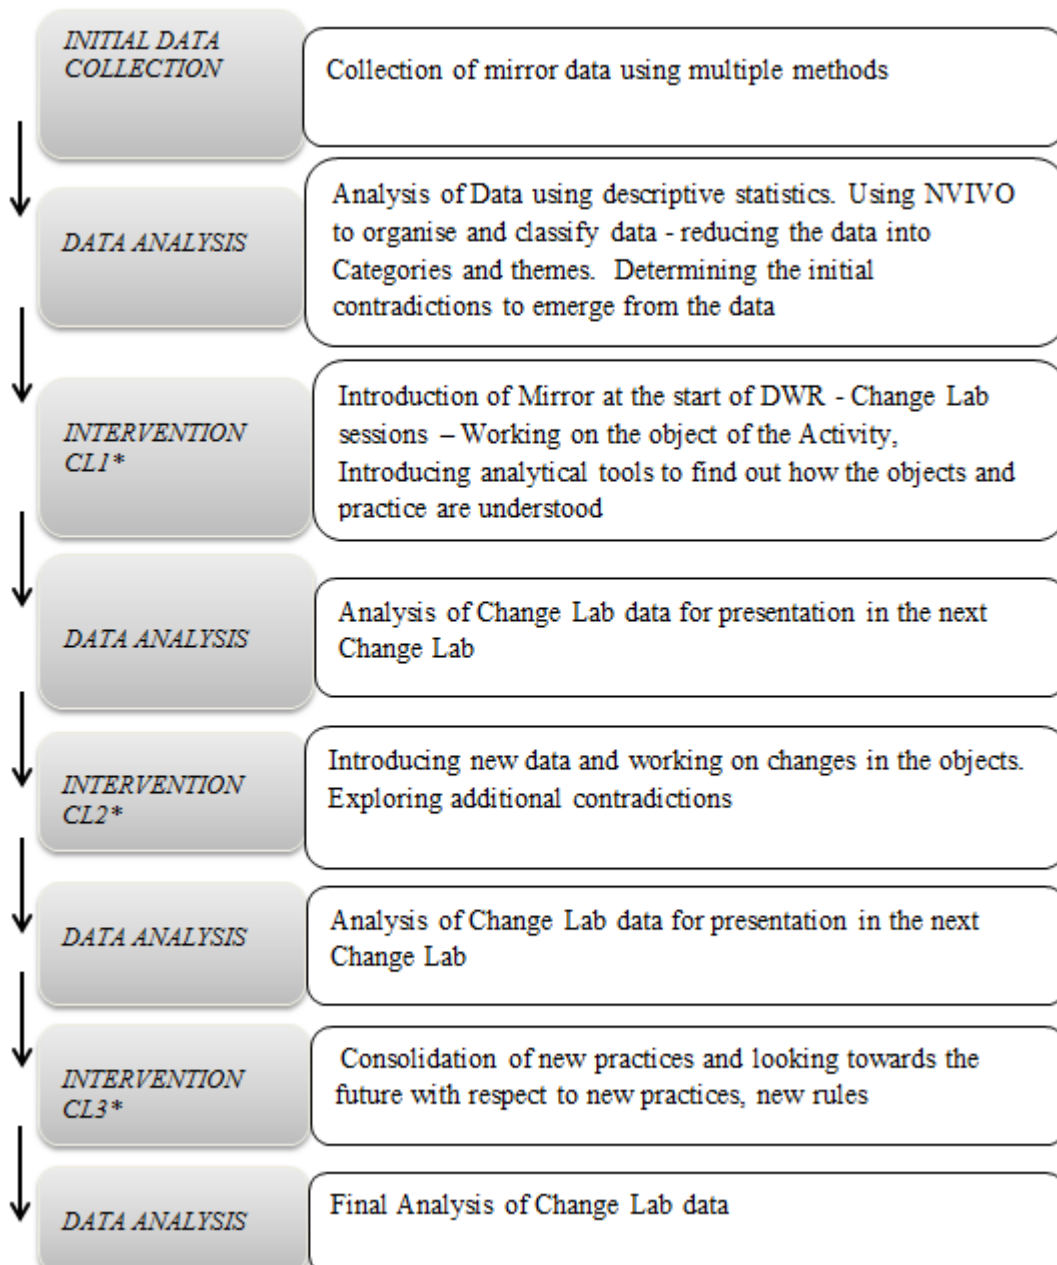 INITIAL DATA
COLLECTION
Collection of mirror data using multiple methods
DATA ANALYSIS
Analysis of Data using descriptive statistics. Using NVIVO
to organise and classify data - reducing the data into
Categories and themes. Determining the initial
contradictions to emerge from the data
INTERVENTION
CL1*
Introduction of Mirror at the start of DWR - Change Lab
sessions – Working on the object of the Activity,
Introducing analytical tools to find out how the objects and
practice are understood
DATA ANALYSIS
Analysis of Change Lab data for presentation in the next
Change Lab
INTERVENTION
CL2*
Introducing new data and working on changes in the objects.
Exploring additional contradictions
DATA ANALYSIS
Analysis of Change Lab data for presentation in the next
Change Lab
INTERVENTION
CL3*
Consolidation of new practices and looking towards the
future with respect to new practices, new rules
DATA ANALYSIS
Final Analysis of Change Lab data